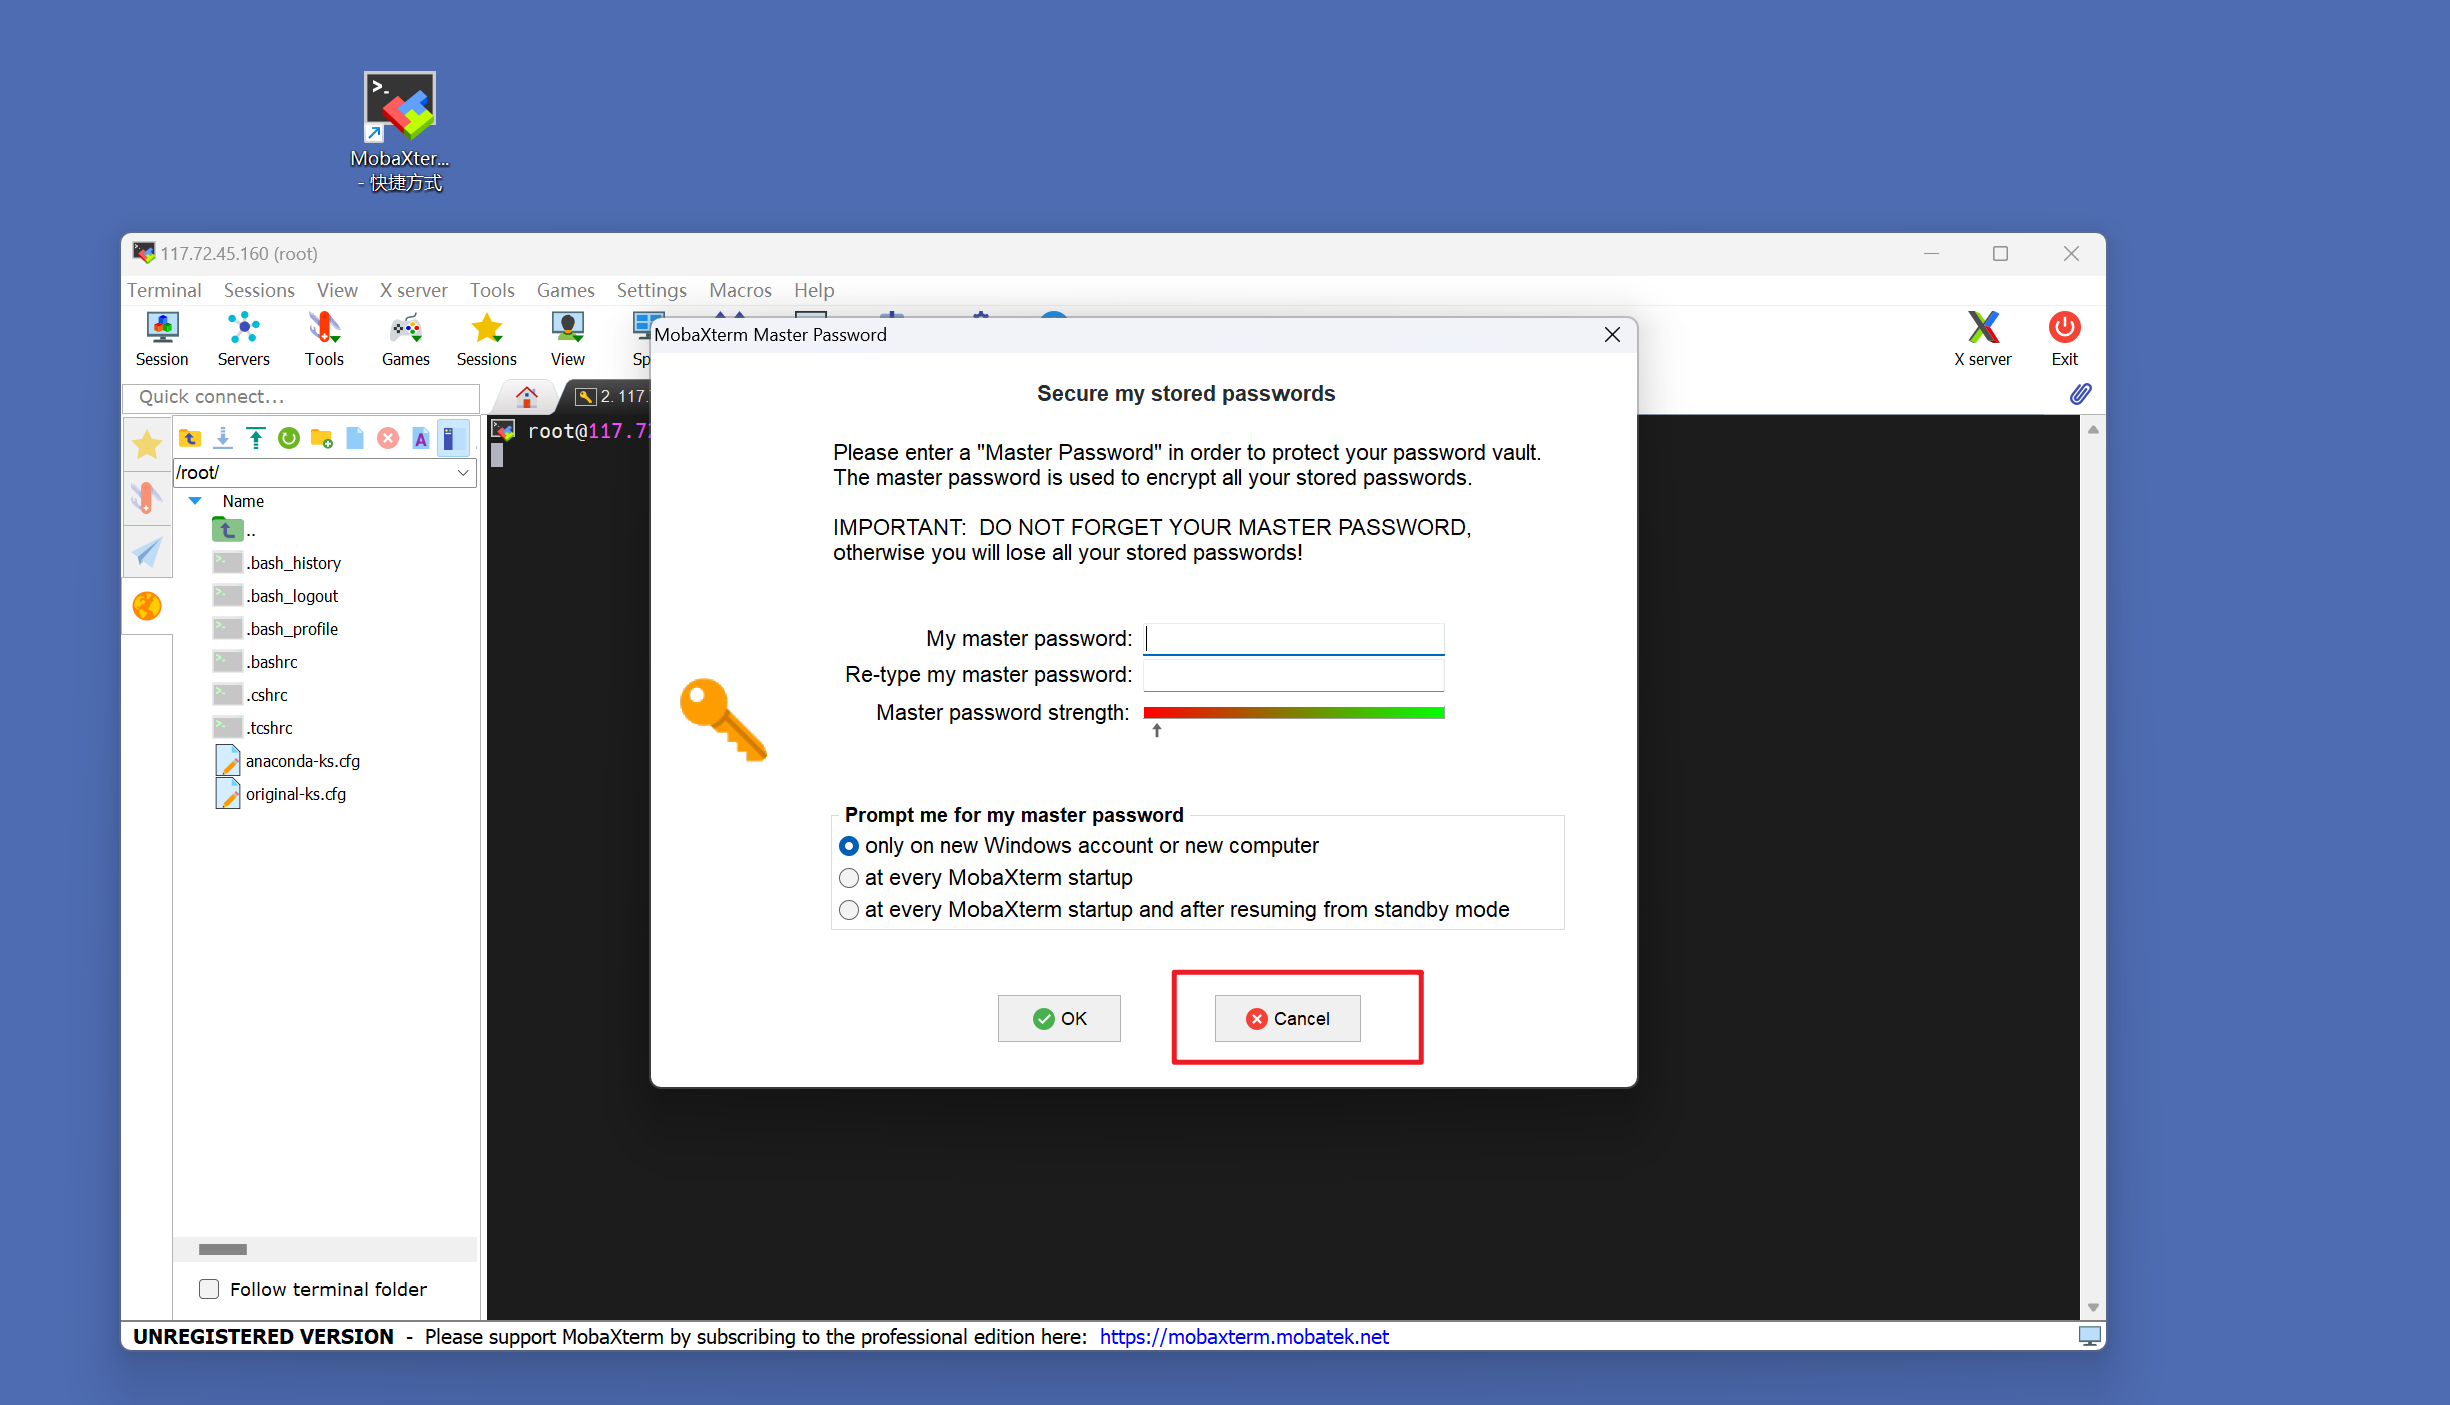 MobaXter...
- 快捷方式
117.72.45.160 (root)
Terminal Sessions View X server Tools Games Settings Macros Help
Session Servers Tools Games Sessions View Sp X server Exit
MobaXterm Master Password
Quick connect...
2. 117.
Secure my stored passwords
root@117.72
/root/
Name
..
.bash_history
.bash_logout
.bash_profile
.bashrc
.cshrc
.tcshrc
anaconda-ks.cfg
original-ks.cfg
Please enter a "Master Password" in order to protect your password vault.
The master password is used to encrypt all your stored passwords.
IMPORTANT: DO NOT FORGET YOUR MASTER PASSWORD,
otherwise you will lose all your stored passwords!
My master password:
Re-type my master password:
Master password strength:
Prompt me for my master password
only on new Windows account or new computer
at every MobaXterm startup
at every MobaXterm startup and after resuming from standby mode
OK Cancel
Follow terminal folder
UNREGISTERED VERSION - Please support MobaXterm by subscribing to the professional edition here: https://mobaxterm.mobatek.net